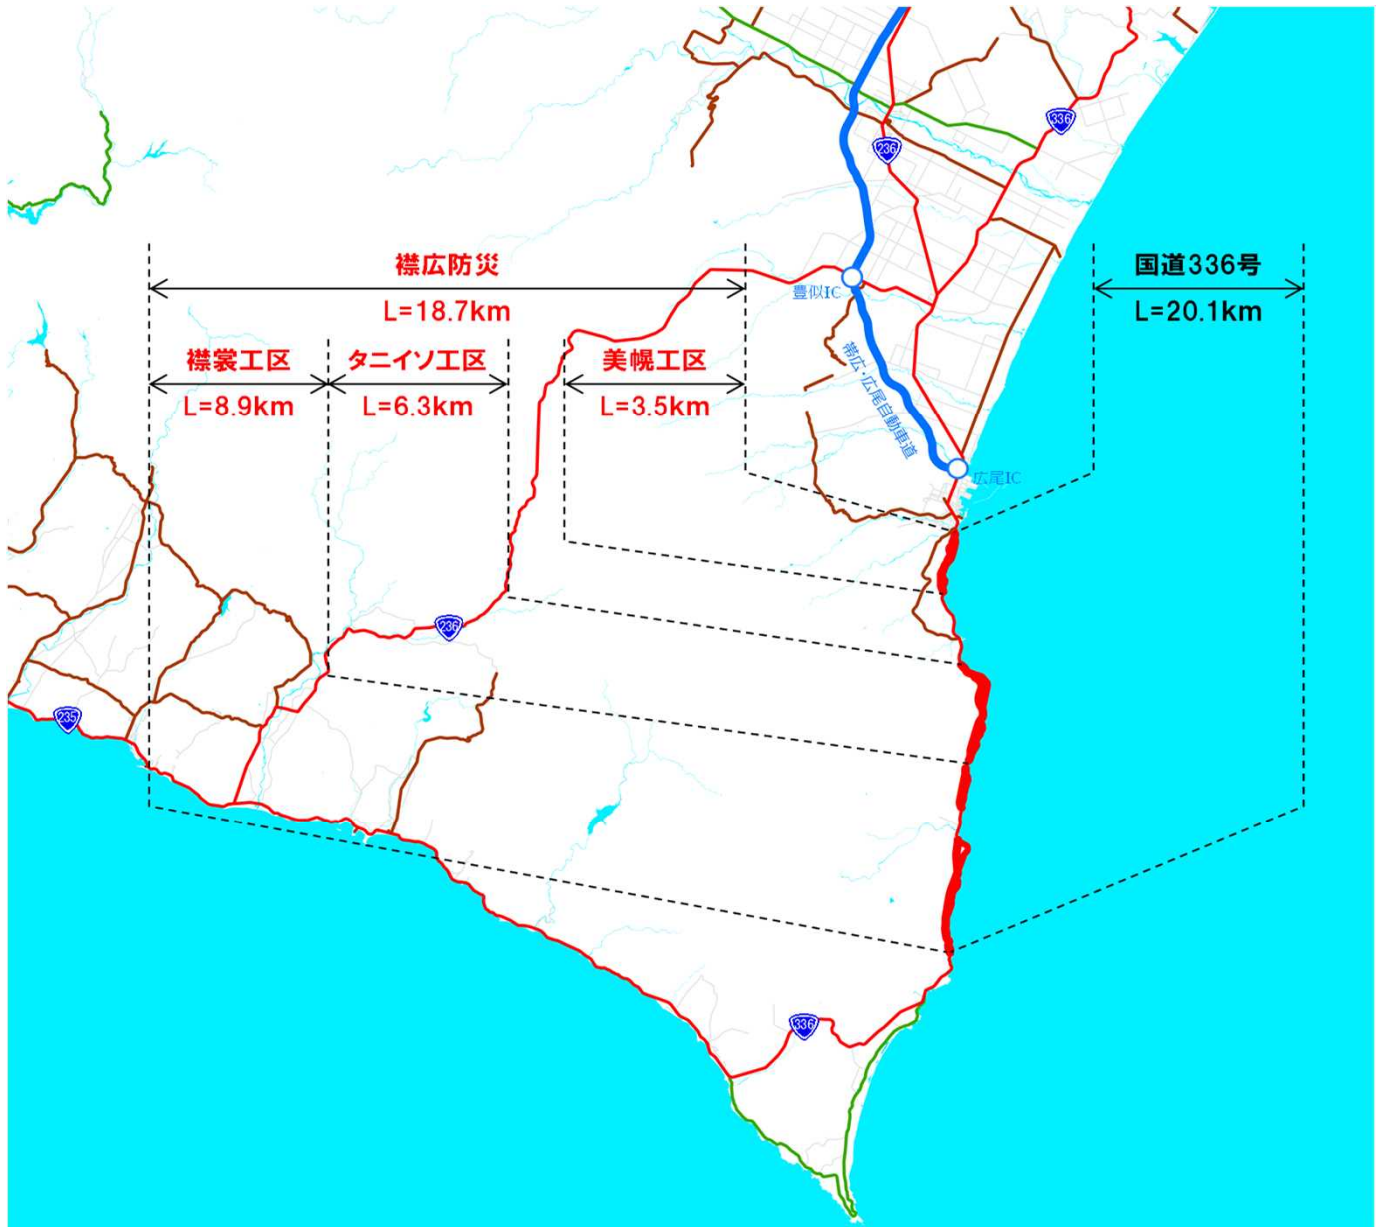 336
236
襟広防災
L=18.7km
国道336号
L=20.1km
豊似IC
襟裳工区
L=8.9km
タニイソ工区
L=6.3km
美幌工区
L=3.5km
帯広・広尾自動車道
広尾IC
236
235
336